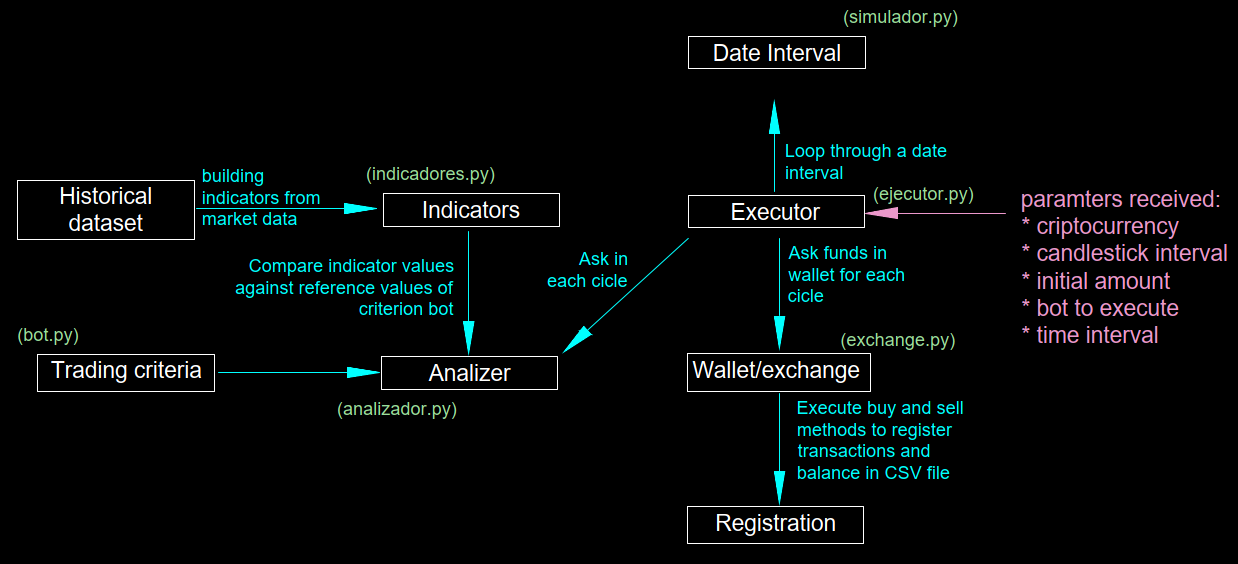 (simulador.py)
Date Interval
Loop through a date
interval
building
indicators from
market data
(indicadores.py)
Historical
dataset
Indicators
Executor
(ejecutor.py)
paramters received:
* criptocurrency
* candlestick interval
* initial amount
* bot to execute
* time interval
Compare indicator values
against reference values of
criterion bot
Ask in
each cicle
Ask funds in
wallet for each
cicle
(bot.py)
Trading criteria
Analizer
(analizador.py)
(exchange.py)
Wallet/exchange
Execute buy and sell
methods to register
transactions and
balance in CSV file
Registration